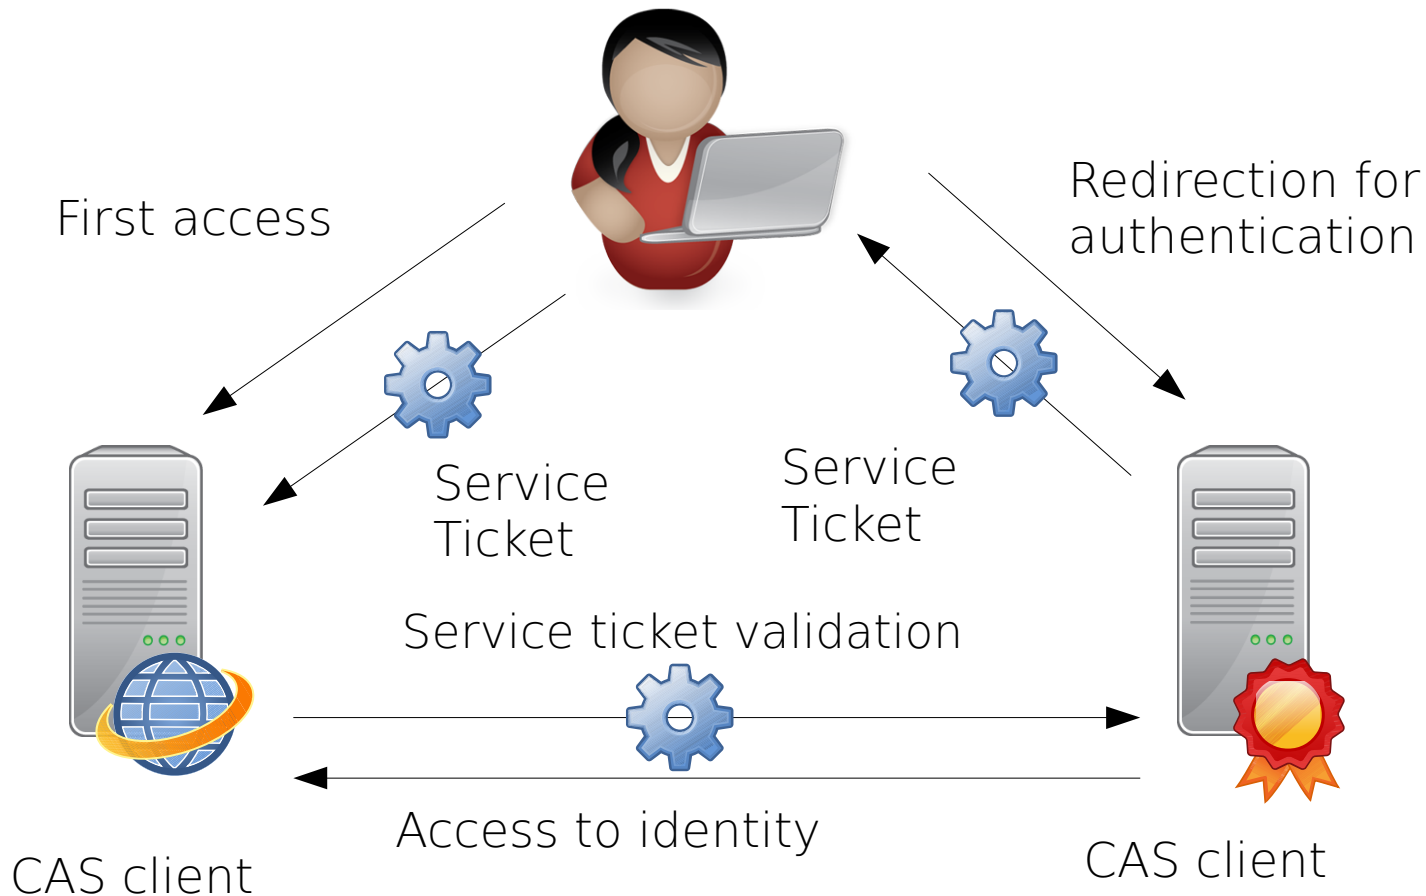 First access
Redirection for
authentication
Service
Ticket
Service
Ticket
Service ticket validation
Access to identity
CAS client
CAS client